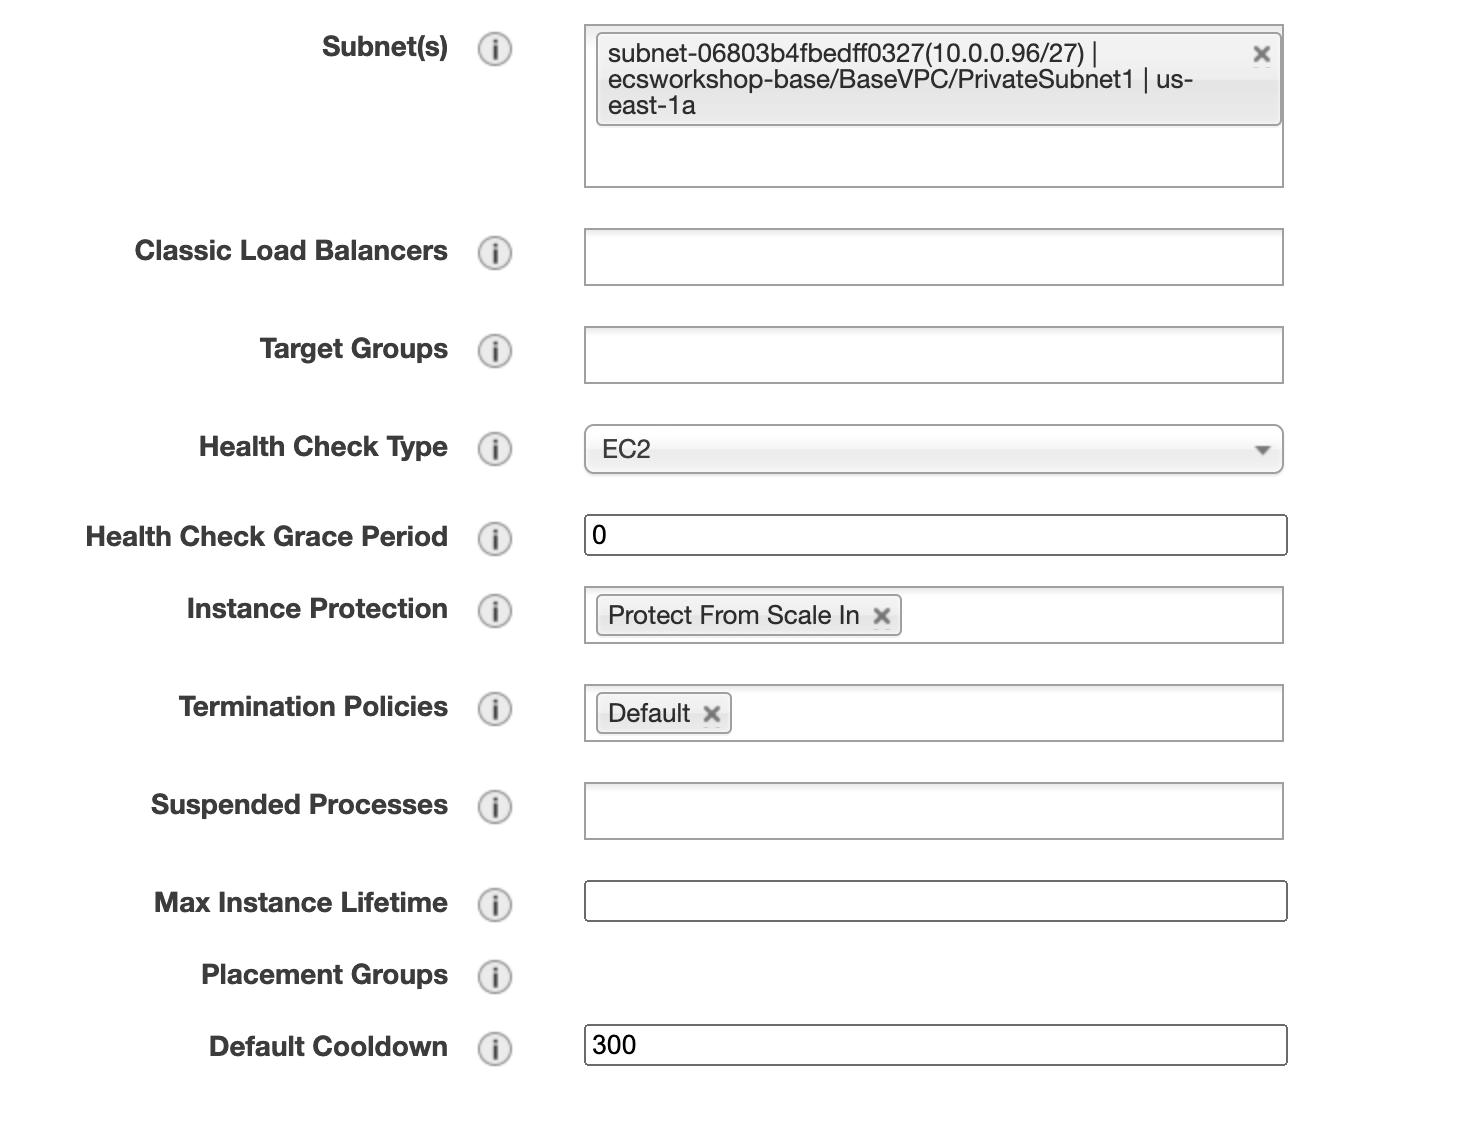 Subnet(s)
subnet-06803b4fbedff0327(10.0.0.96/27) |
ecsworkshop-base/BaseVPC/PrivateSubnet1 | us-
east-1a
Classic Load Balancers
Target Groups
Health Check Type
EC2
Health Check Grace Period
0
Instance Protection
Protect From Scale In
Termination Policies
Default
Suspended Processes
Max Instance Lifetime
Placement Groups
Default Cooldown
300